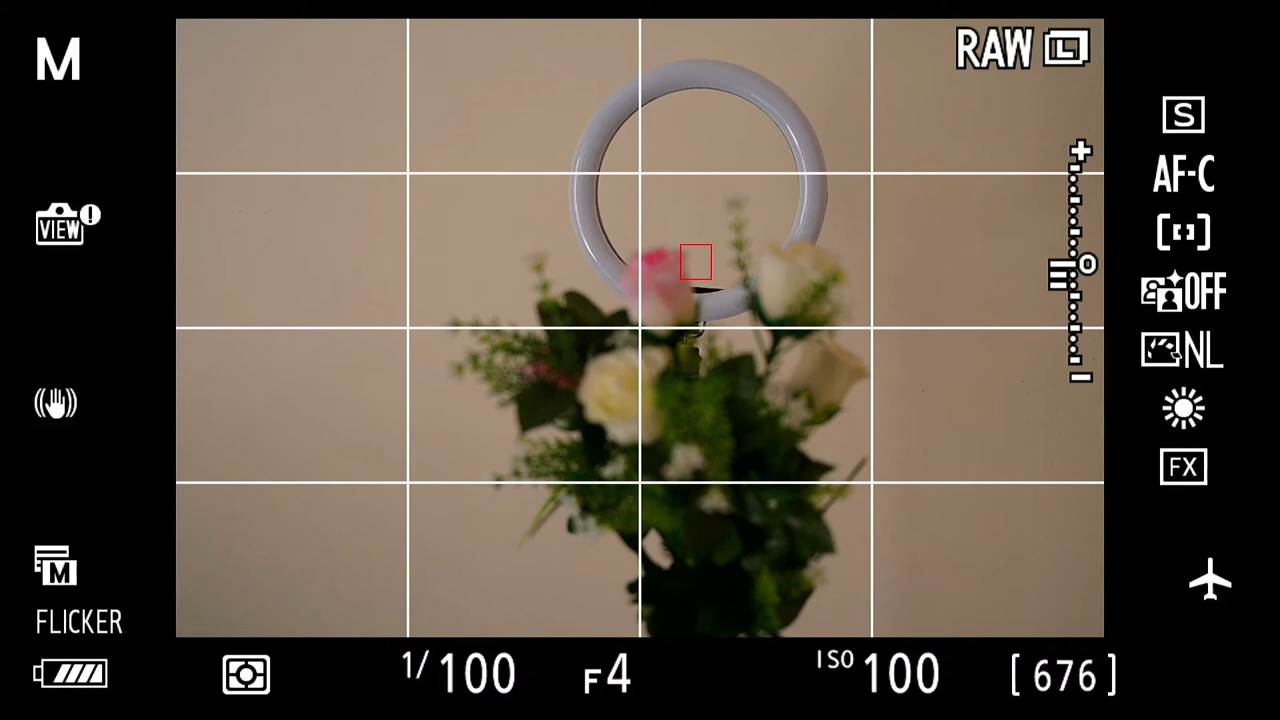 M
RAW L
VIEW !
S
AF-C
OFF
NL
FX
M
FLICKER
1/100 F4 ISO 100 [676]